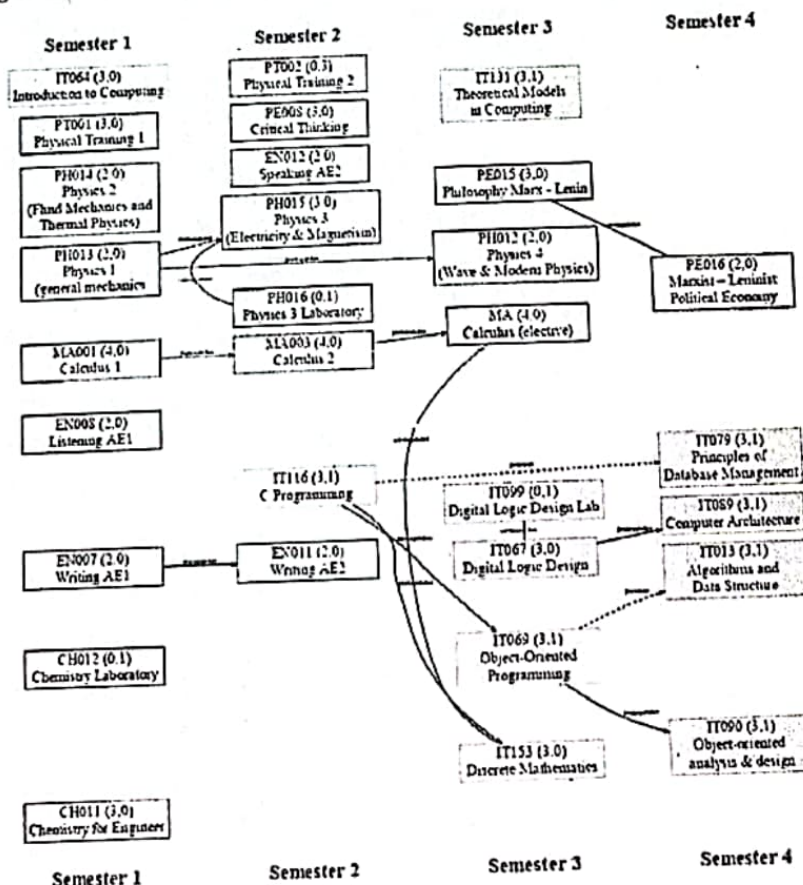 Semester 1
Semester 2
Semester 3
Semester 4
IT064 (3,0)
Introduction to Computing
PT001 (3,0)
Physical Training 1
PH014 (2,0)
Physics 2
(Fluid Mechanics and
Thermal Physics)
PH013 (2,0)
Physics 1
(general mechanics
MA001 (4,0)
Calculus 1
EN008 (2,0)
Listening AE1
EN007 (2,0)
Writing AE1
CH012 (0,1)
Chemistry Laboratory
CH011 (3,0)
Chemistry for Enginers
PT002 (0,3)
Physical Training 2
PE008 (3,0)
Critical Thinking
EN012 (2,0)
Speaking AE2
PH015 (3,0)
Physics 3
(Electricity & Magnetism)
PH016 (0,1)
Physics 3 Laboratory
MA003 (4,0)
Calculus 2
IT116 (3,1)
C Programming
EN011 (2,0)
Writing AE2
IT131 (3,1)
Theoretical Models
in Computing
PE015 (3,0)
Philosophy Marx - Lenin
PH012 (2,0)
Physics 4
(Wave & Modern Physics)
MA (4,0)
Calculus (elective)
IT099 (0,1)
Digital Logic Design Lab
IT067 (3,0)
Digital Logic Design
IT069 (3,1)
Object-Oriented
Programming
IT153 (3,0)
Discrete Mathematics
PE016 (2,0)
Marxist – Leninist
Political Economy
IT079 (3,1)
Principles of
Database Management
IT089 (3,1)
Computer Architecture
IT013 (3,1)
Algorithms and
Data Structure
IT090 (3,1)
Object-oriented
analysis & design
Semester 1
Semester 2
Semester 3
Semester 4